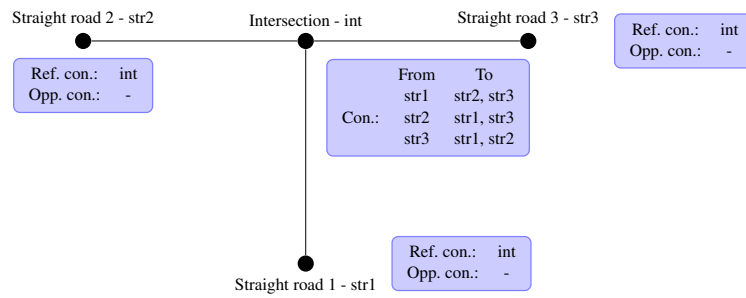 Straight road 2 - str2
Intersection - int
Straight road 3 - str3
Ref. con.: int
Opp. con.: -
Ref. con.: int
Opp. con.: -
From To
str1 str2, str3
Con.: str2 str1, str3
str3 str1, str2
Ref. con.: int
Opp. con.: -
Straight road 1 - str1